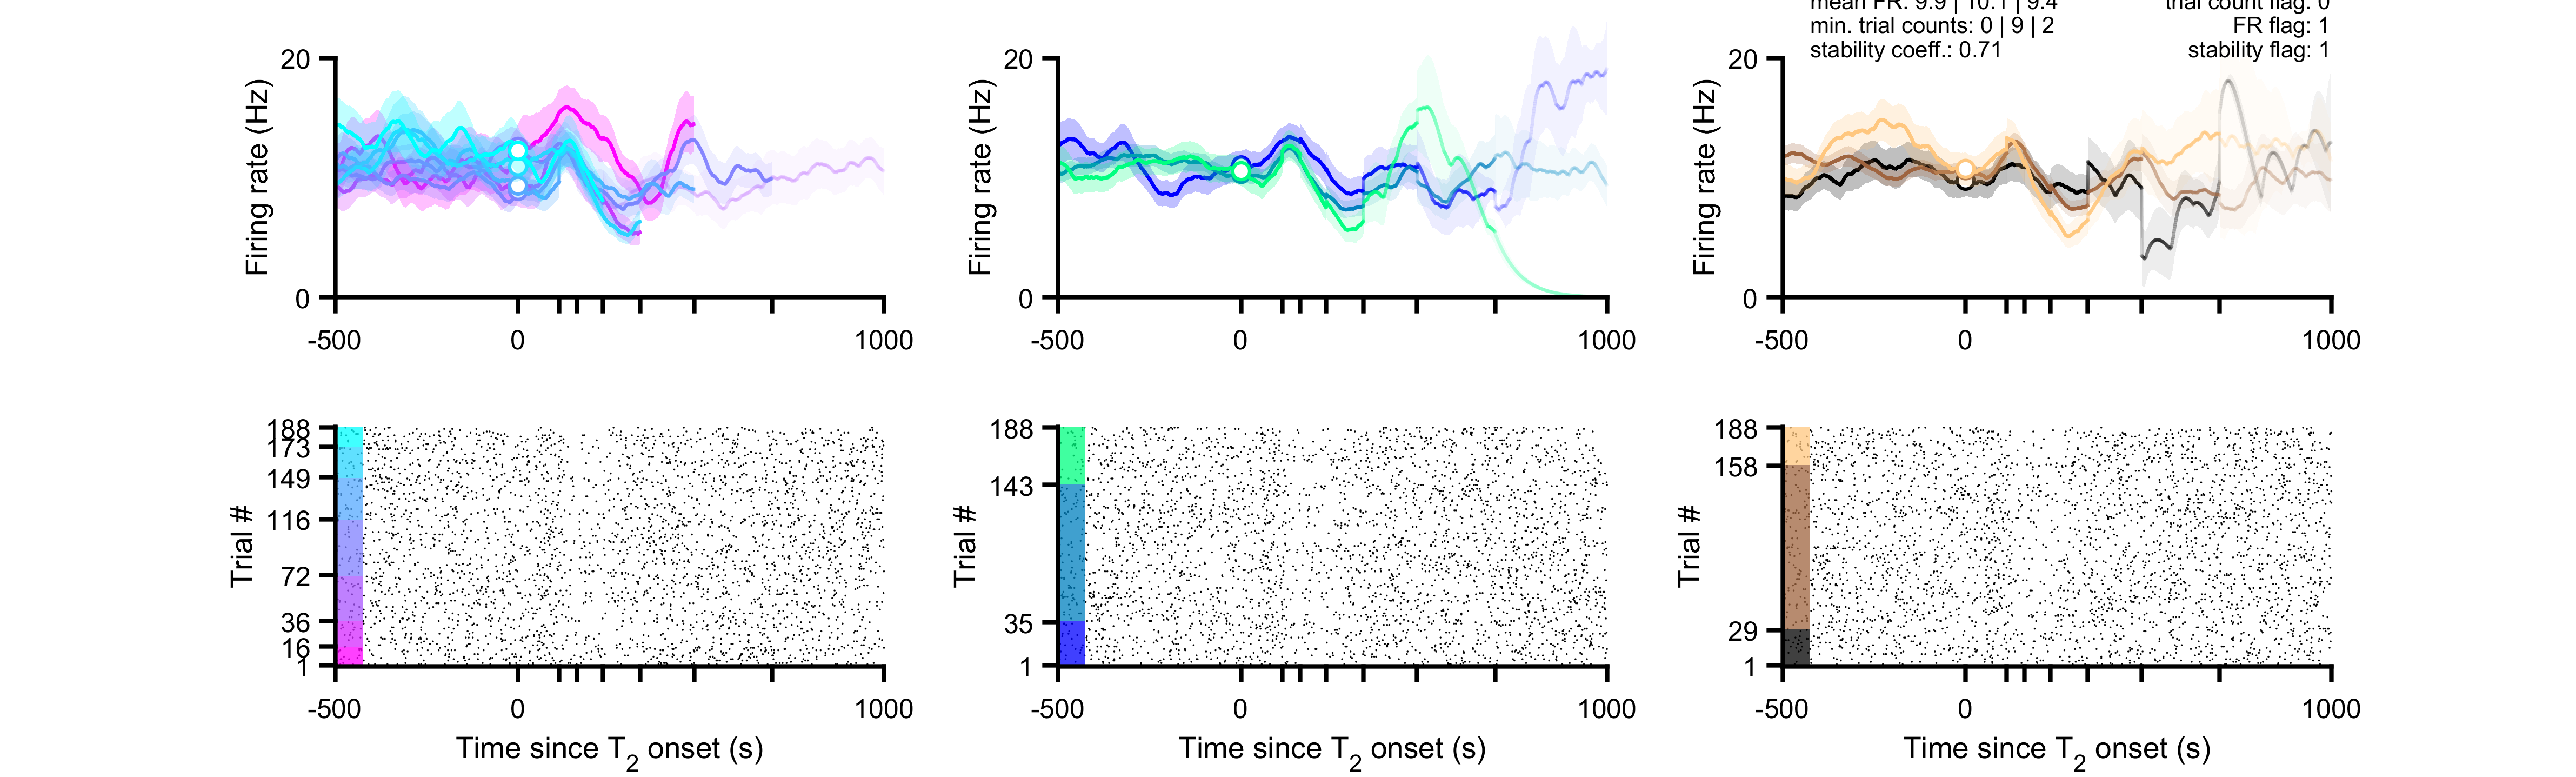 mean FR: 9.9 | 10.1 | 9.4
trial count flag: 0
min. trial counts: 0 | 9 | 2
FR flag: 1
stability coeff.: 0.71
stability flag: 1
20
0
Firing rate (Hz)
-500
0
1000
20
0
Firing rate (Hz)
-500
0
1000
20
0
Firing rate (Hz)
-500
0
1000
188
173
149
116
72
36
16
1
Trial #
-500
0
1000
Time since T2 onset (s)
188
143
35
1
Trial #
-500
0
1000
Time since T2 onset (s)
188
158
29
1
Trial #
-500
0
1000
Time since T2 onset (s)